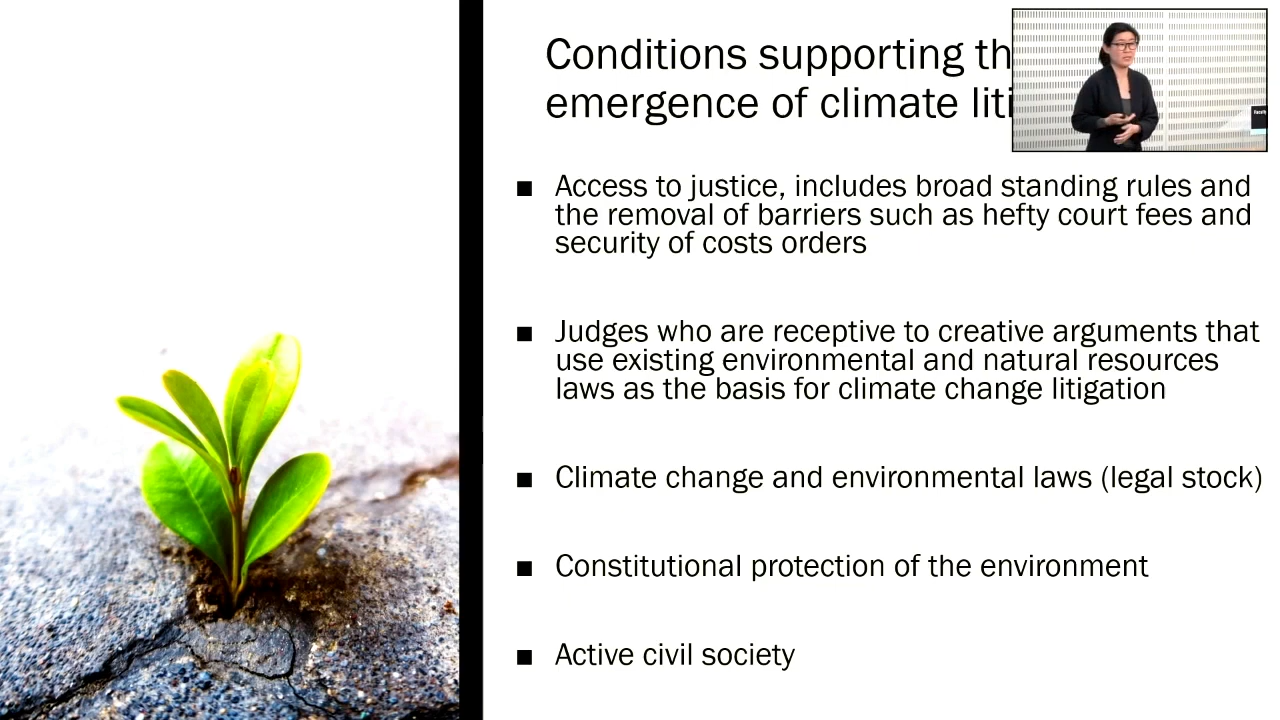 Conditions supporting th
emergence of climate liti
■ Access to justice, includes broad standing rules and
the removal of barriers such as hefty court fees and
security of costs orders
■ Judges who are receptive to creative arguments that
use existing environmental and natural resources
laws as the basis for climate change litigation
■ Climate change and environmental laws (legal stock)
■ Constitutional protection of the environment
■ Active civil society